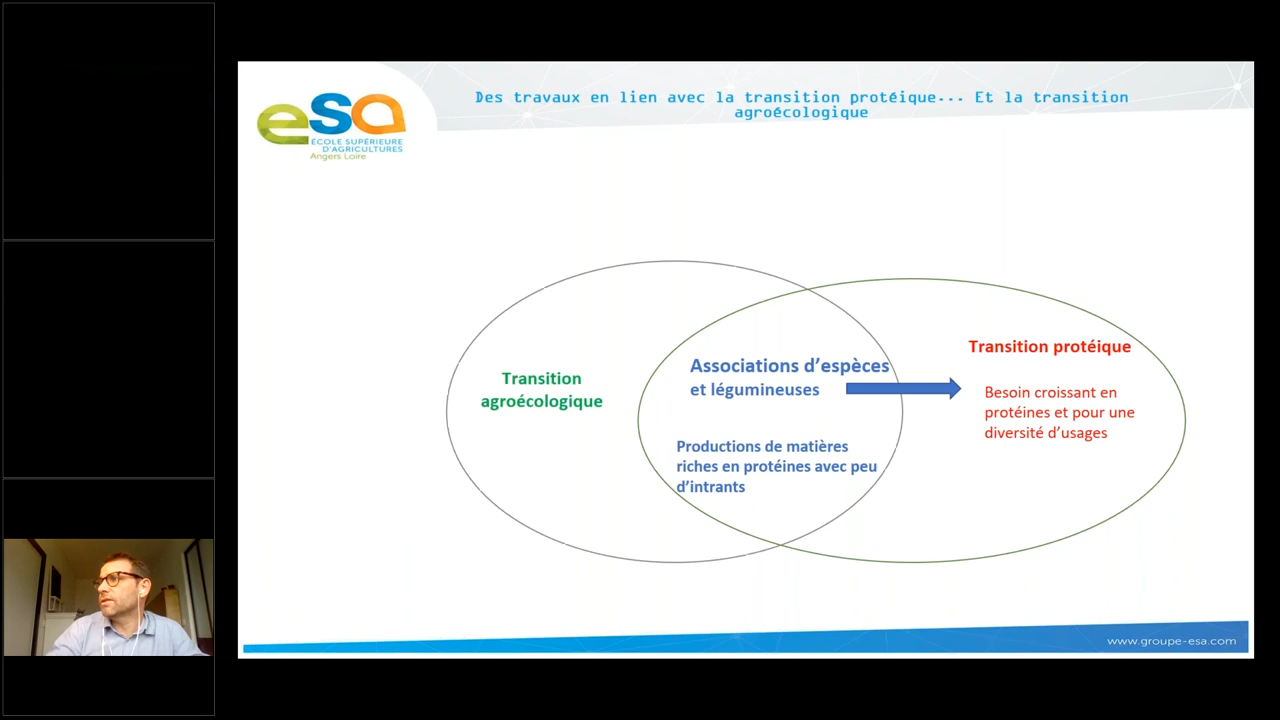 esa
ÉCOLE SUPÉRIEURE
D'AGRICULTURES
Angers Loire
Des travaux en lien avec la transition protéique... Et la transition
agroécologique
Transition
agroécologique
Associations d’espèces
et légumineuses
Productions de matières
riches en protéines avec peu
d’intrants
Transition protéique
Besoin croissant en
protéines et pour une
diversité d’usages
www.groupe-esa.com